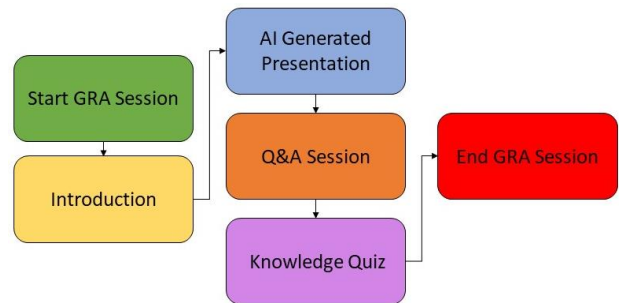 Start GRA Session
Introduction
AI Generated
Presentation
Q&A Session
Knowledge Quiz
End GRA Session